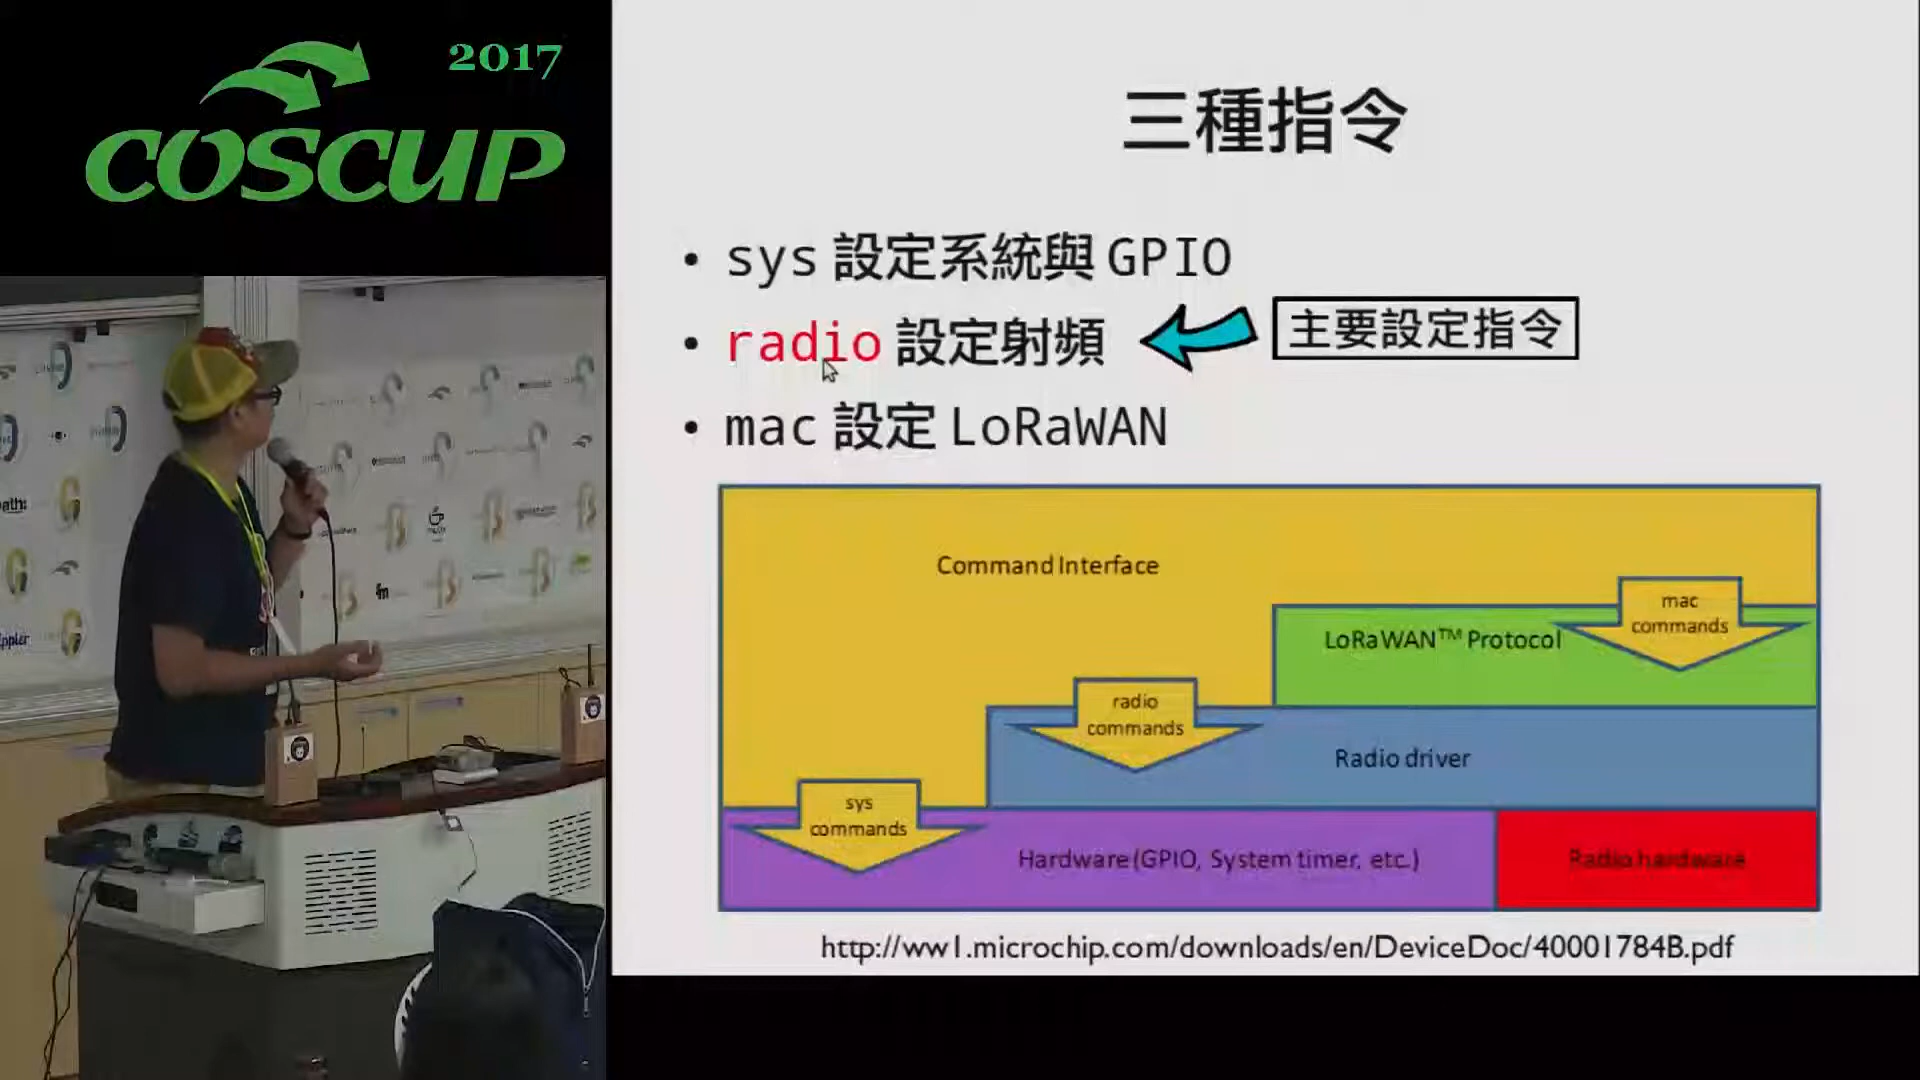 2017
COSCUP
三種指令
• sys 設定系統與 GPIO
• radio 設定射頻
主要設定指令
• mac 設定 LoRaWAN
Command Interface
mac
commands
LoRaWAN™ Protocol
radio
commands
Radio driver
sys
commands
Hardware(GPIO, System timer, etc.)
Radio hardware
http://ww1.microchip.com/downloads/en/DeviceDoc/40001784B.pdf